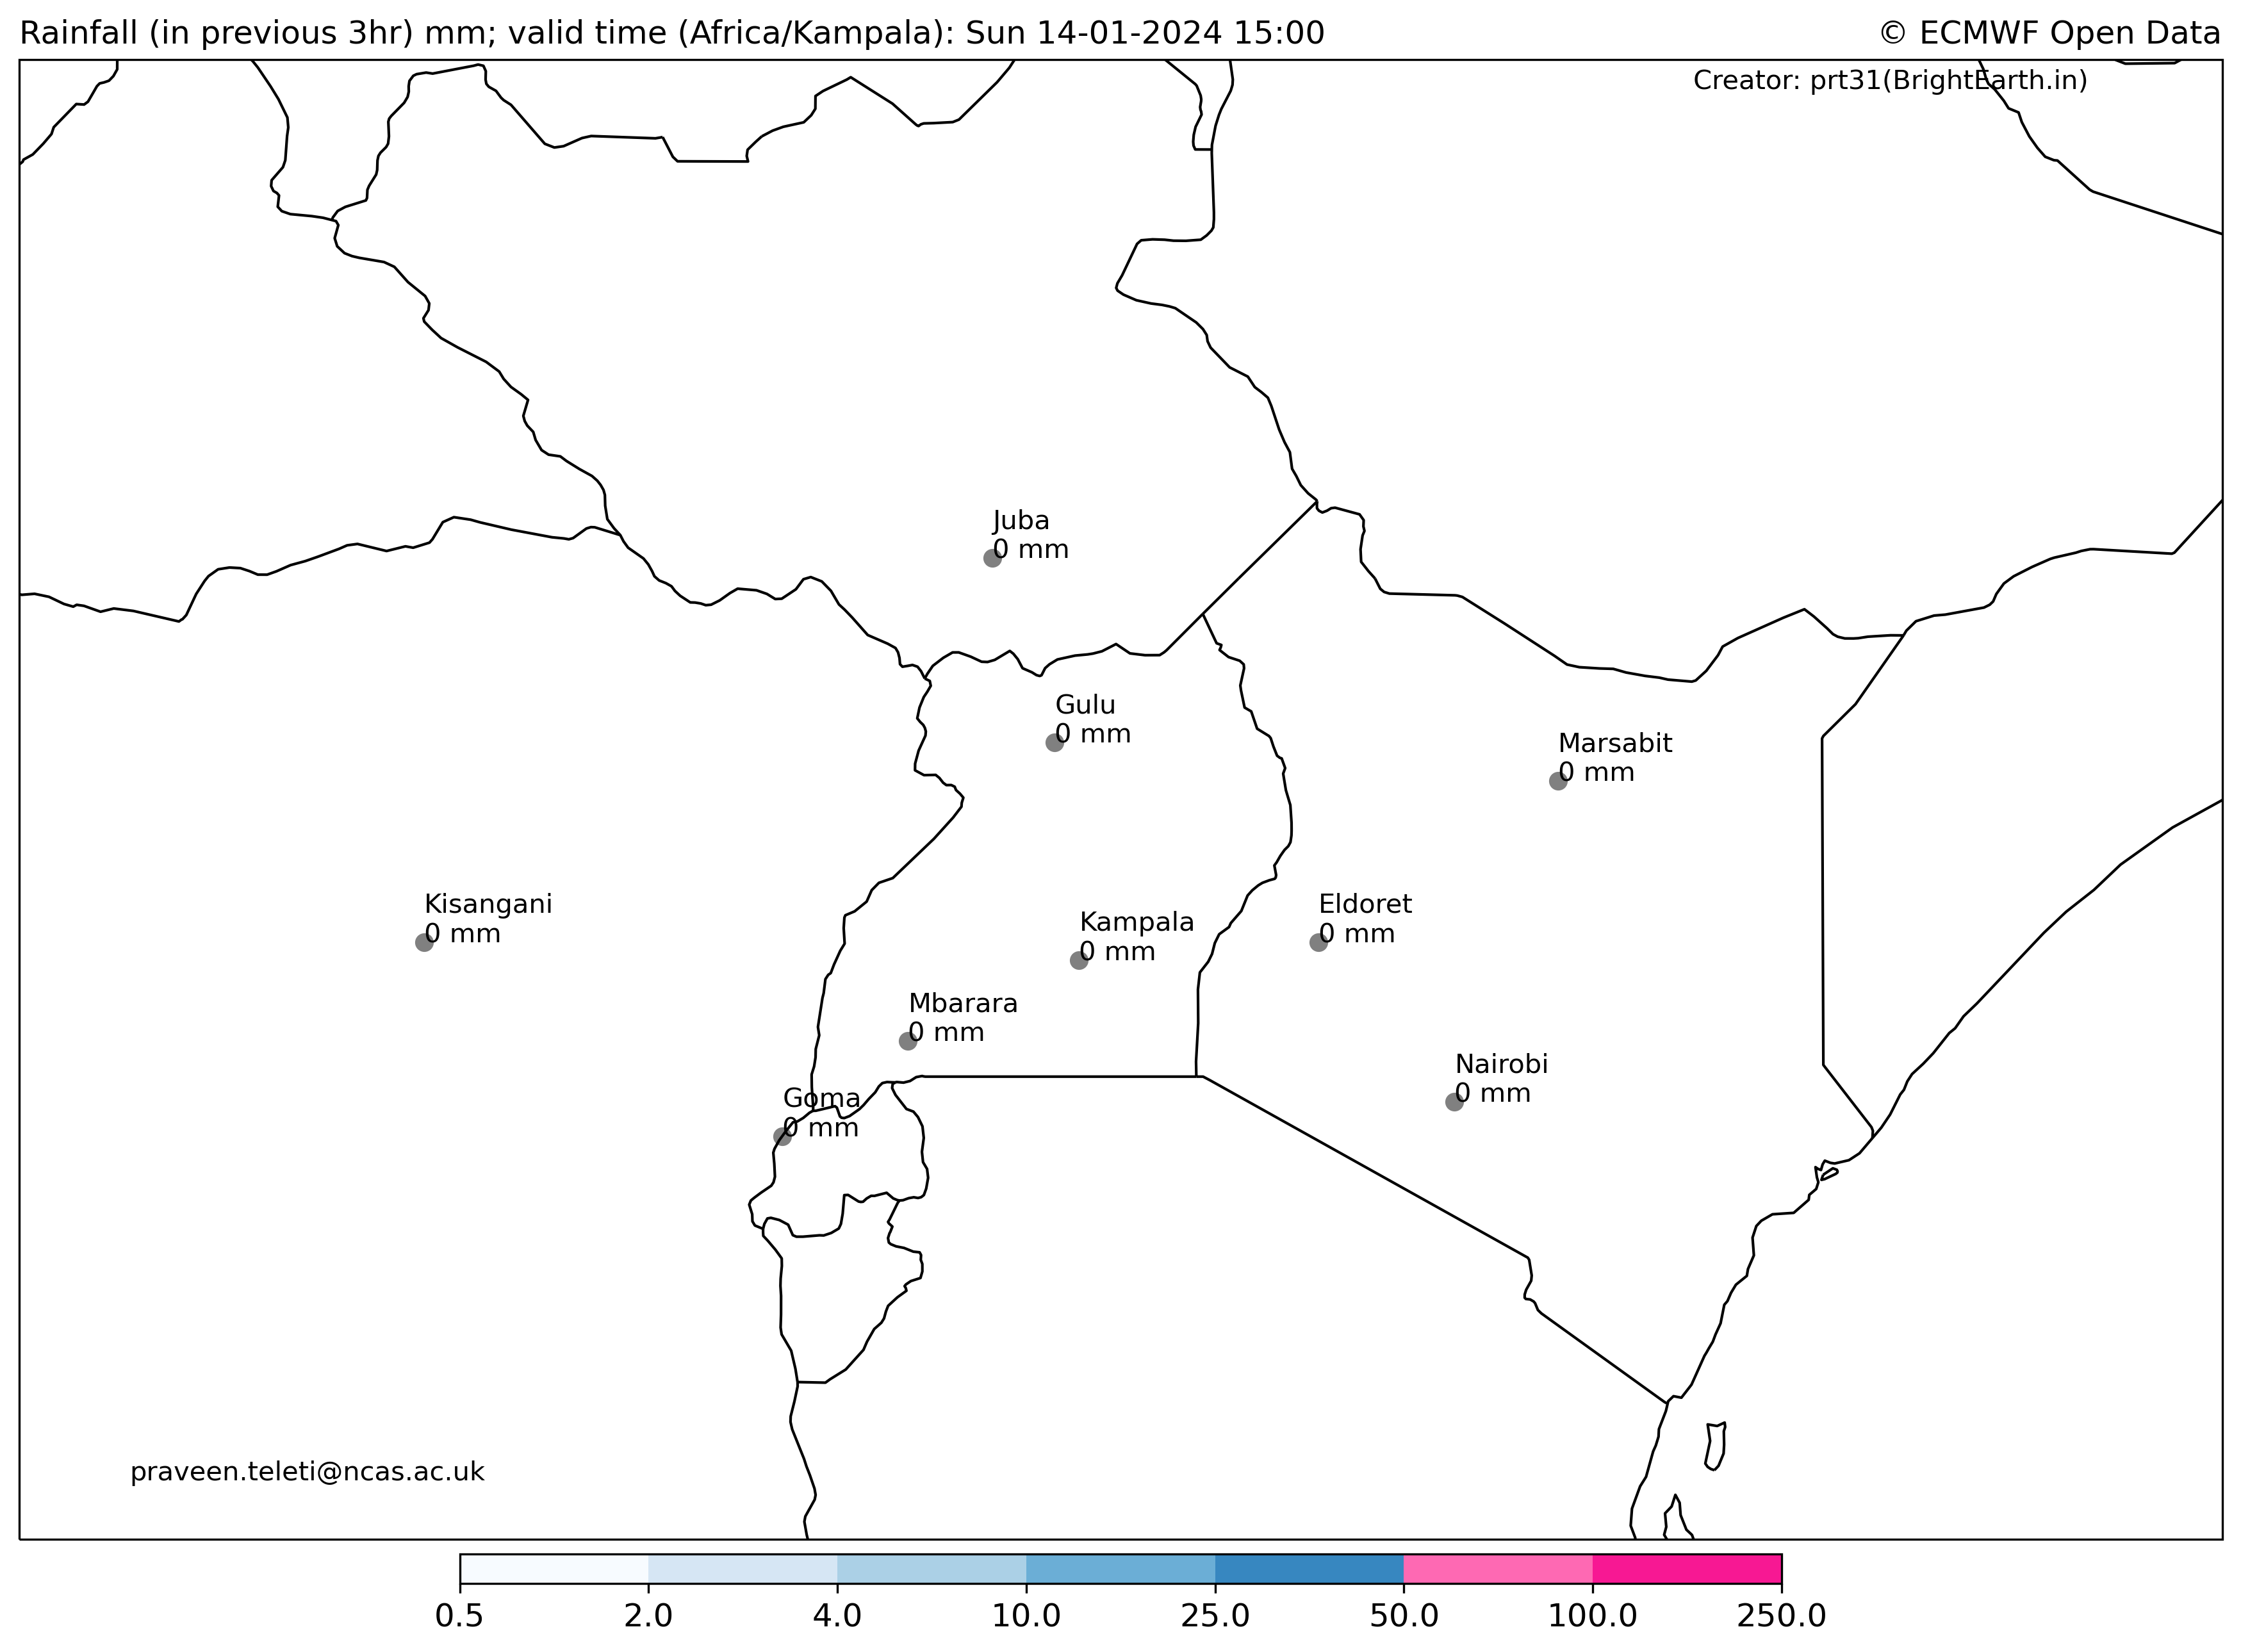 Rainfall (in previous 3hr) mm; valid time (Africa/Kampala): Sun 14-01-2024 15:00
© ECMWF Open Data
Creator: prt31(BrightEarth.in)
Juba
0 mm
Gulu
0 mm
Marsabit
0 mm
Kisangani
0 mm
Eldoret
0 mm
Kampala
0 mm
Mbarara
0 mm
Nairobi
0 mm
Goma
0 mm
praveen.teleti@ncas.ac.uk
0.5 2.0 4.0 10.0 25.0 50.0 100.0 250.0